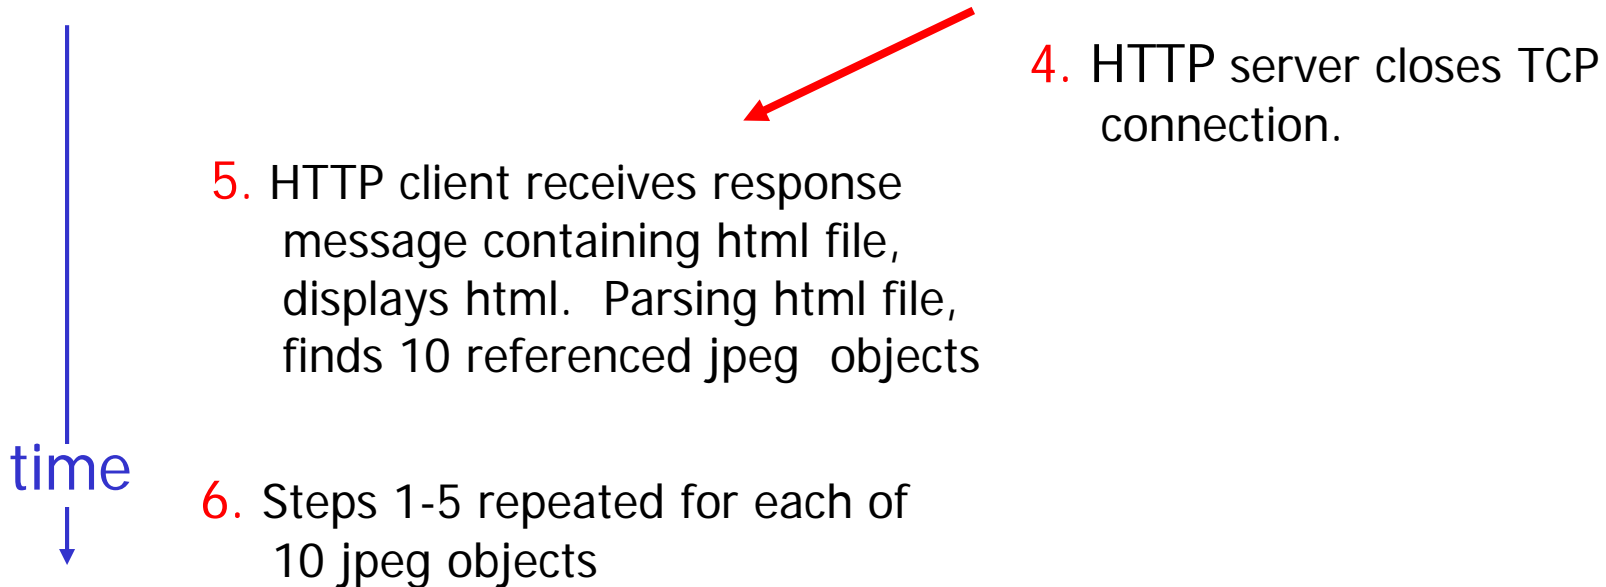 4. HTTP server closes TCP
connection.
5. HTTP client receives response
message containing html file,
displays html.  Parsing html file,
finds 10 referenced jpeg  objects
time
6. Steps 1-5 repeated for each of
10 jpeg objects